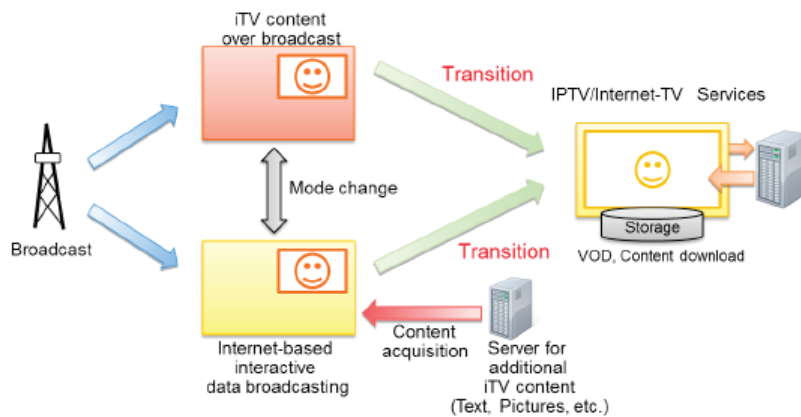 iTV content
over broadcast
Transition
IPTV/Internet-TV Services
Mode change
Broadcast
Storage
Transition
VOD, Content download
Content
acquisition
Internet-based
interactive
data broadcasting
Server for
additional
iTV content
(Text, Pictures, etc.)